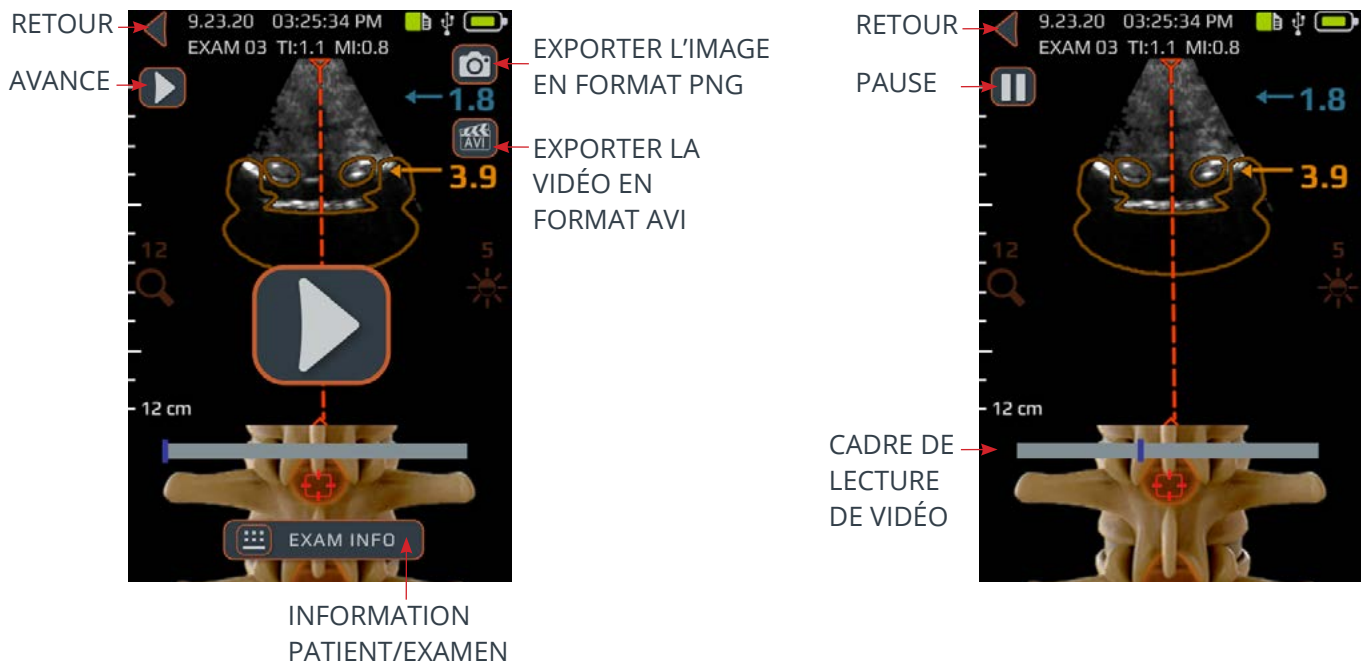 RETOUR
AVANCE
9.23.20 03:25:34 PM
EXAM 03 TI:1.1 MI:0.8
1.8
AVI
3.9
12
5
12 cm
EXAM INFO
EXPORTER L’IMAGE
EN FORMAT PNG
EXPORTER LA
VIDÉO EN
FORMAT AVI
INFORMATION
PATIENT/EXAMEN
RETOUR
PAUSE
9.23.20 03:25:34 PM
EXAM 03 TI:1.1 MI:0.8
1.8
3.9
12
5
12 cm
CADRE DE
LECTURE
DE VIDÉO